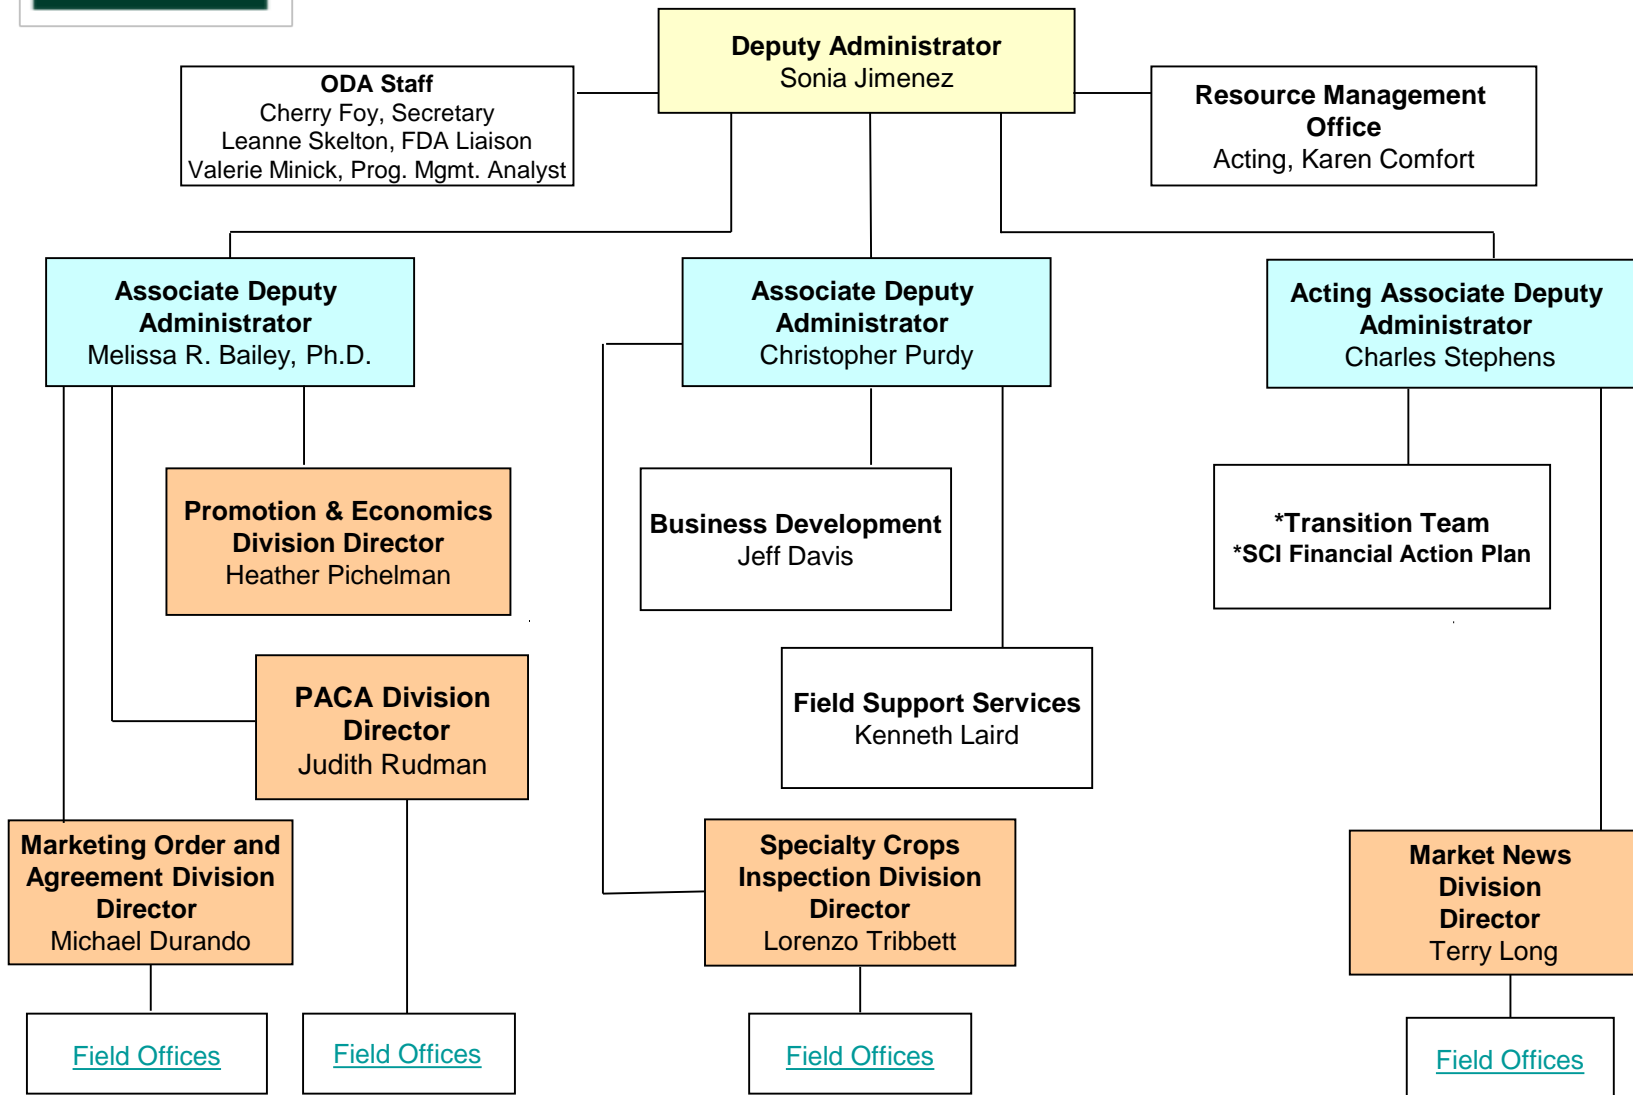 Deputy Administrator
Sonia Jimenez
ODA Staff
Cherry Foy, Secretary
Leanne Skelton, FDA Liaison
Valerie Minick, Prog. Mgmt. Analyst
Resource Management
Office
Acting, Karen Comfort
Associate Deputy
Administrator
Melissa R. Bailey, Ph.D.
Associate Deputy
Administrator
Christopher Purdy
Acting Associate Deputy
Administrator
Charles Stephens
Promotion & Economics
Division Director
Heather Pichelman
Business Development
Jeff Davis
*Transition Team
*SCI Financial Action Plan
PACA Division
Director
Judith Rudman
Field Support Services
Kenneth Laird
Marketing Order and
Agreement Division
Director
Michael Durando
Specialty Crops
Inspection Division
Director
Lorenzo Tribbett
Market News
Division
Director
Terry Long
Field Offices
Field Offices
Field Offices
Field Offices